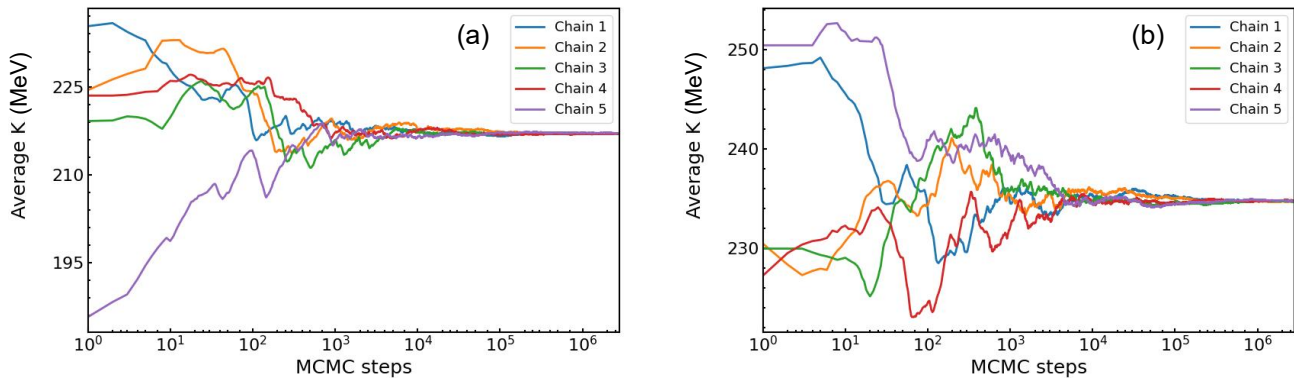 (a)
Chain 1
Chain 2
Chain 3
Chain 4
Chain 5
Average K (MeV)
225
210
195
10^0 10^1 10^2 10^3 10^4 10^5 10^6
MCMC steps
(b)
Chain 1
Chain 2
Chain 3
Chain 4
Chain 5
Average K (MeV)
250
240
230
10^0 10^1 10^2 10^3 10^4 10^5 10^6
MCMC steps